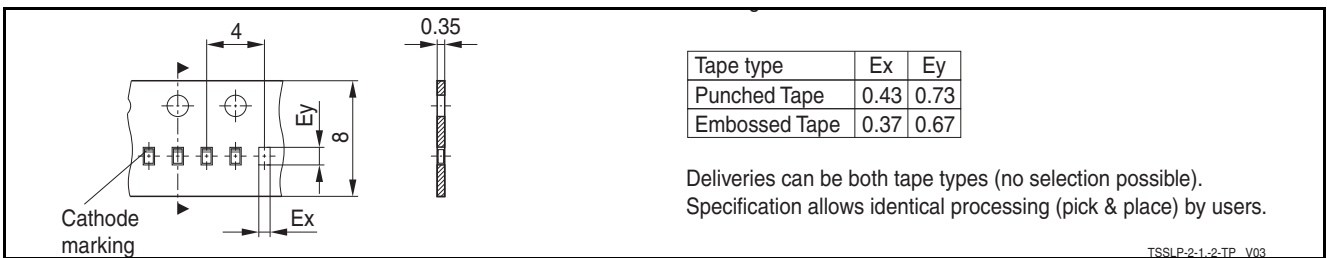 4
0.35
Ey
8
Ex
Cathode
marking
Tape type Ex Ey
Punched Tape 0.43 0.73
Embossed Tape 0.37 0.67
Deliveries can be both tape types (no selection possible).
Specification allows identical processing (pick & place) by users.
TSSLP-2-1,-2-TP V03